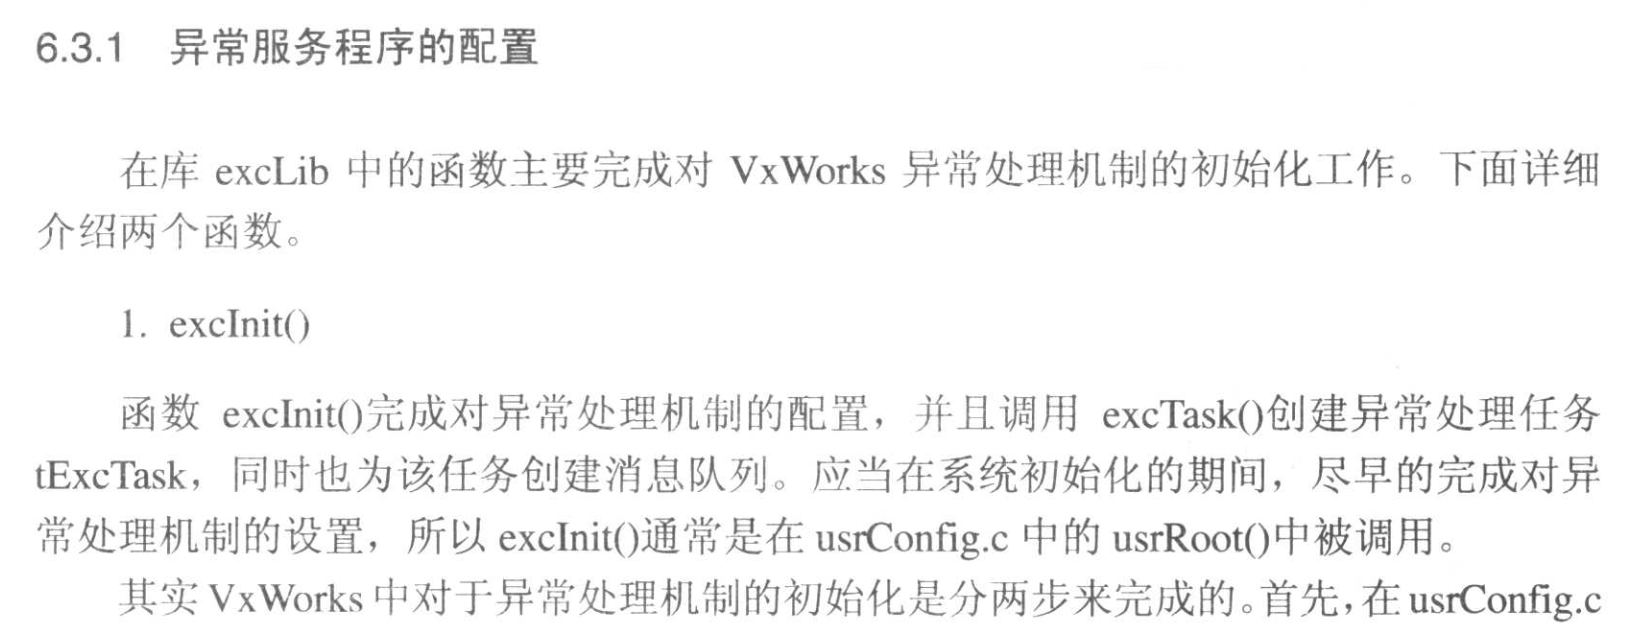 6.3.1 异常服务程序的配置
在库 excLib 中的函数主要完成对 VxWorks 异常处理机制的初始化工作。下面详细
介绍两个函数。
1. excInit()
函数 excInit()完成对异常处理机制的配置，并且调用 excTask()创建异常处理任务
tExcTask，同时也为该任务创建消息队列。应当在系统初始化的期间，尽早的完成对异
常处理机制的设置，所以 excInit()通常是在 usrConfig.c 中的 usrRoot()中被调用。
其实 VxWorks 中对于异常处理机制的初始化是分两步来完成的。首先，在 usrConfig.c